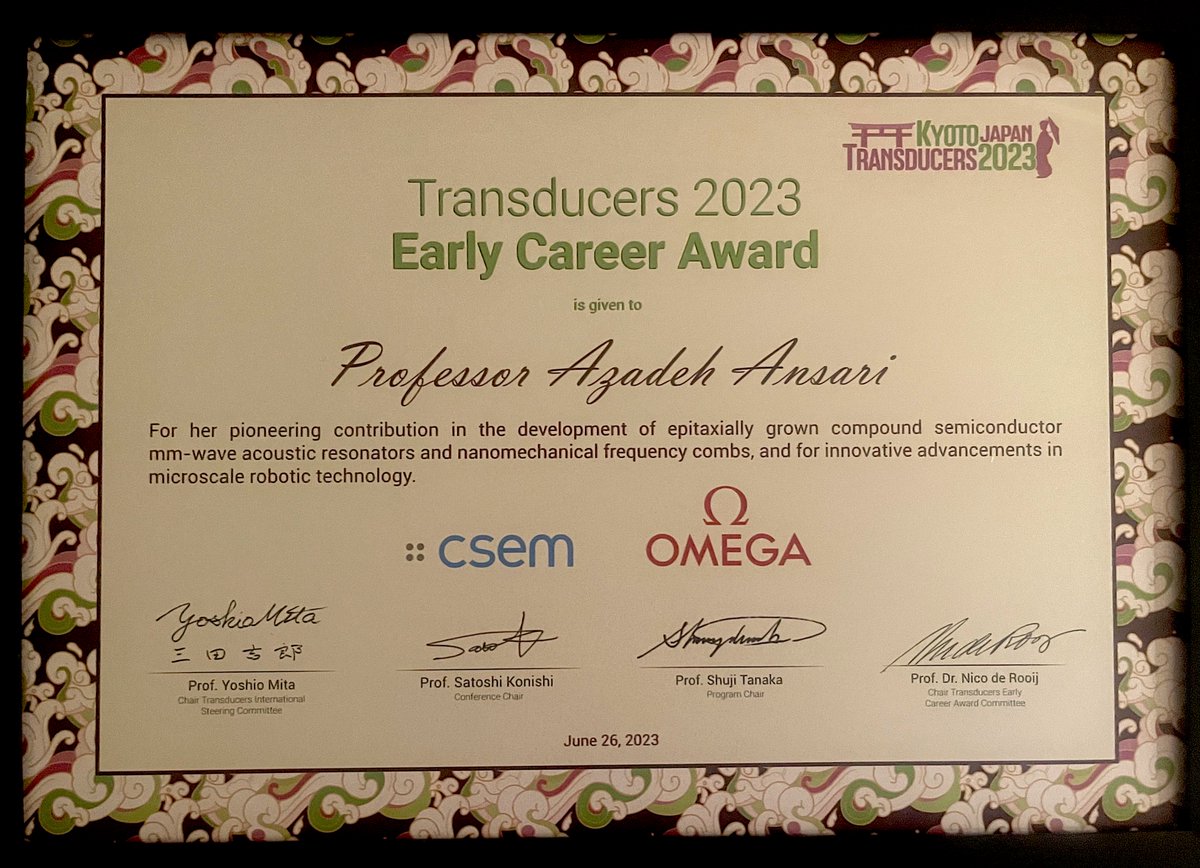 KYOTO JAPAN
TRANSDUCERS 2023
Transducers 2023
Early Career Award
is given to
Professor Azadeh Ansari
For her pioneering contribution in the development of epitaxially grown compound semiconductor
mm-wave acoustic resonators and nanomechanical frequency combs, and for innovative advancements in
microscale robotic technology.
csem
Ω
OMEGA
Yoshio Mita
三田吉郎
Prof. Yoshio Mita
Chair Transducers International
Steering Committee
Prof. Satoshi Konishi
Conference Chair
Prof. Shuji Tanaka
Program Chair
Prof. Dr. Nico de Rooij
Chair Transducers Early
Career Award Committee
June 26, 2023